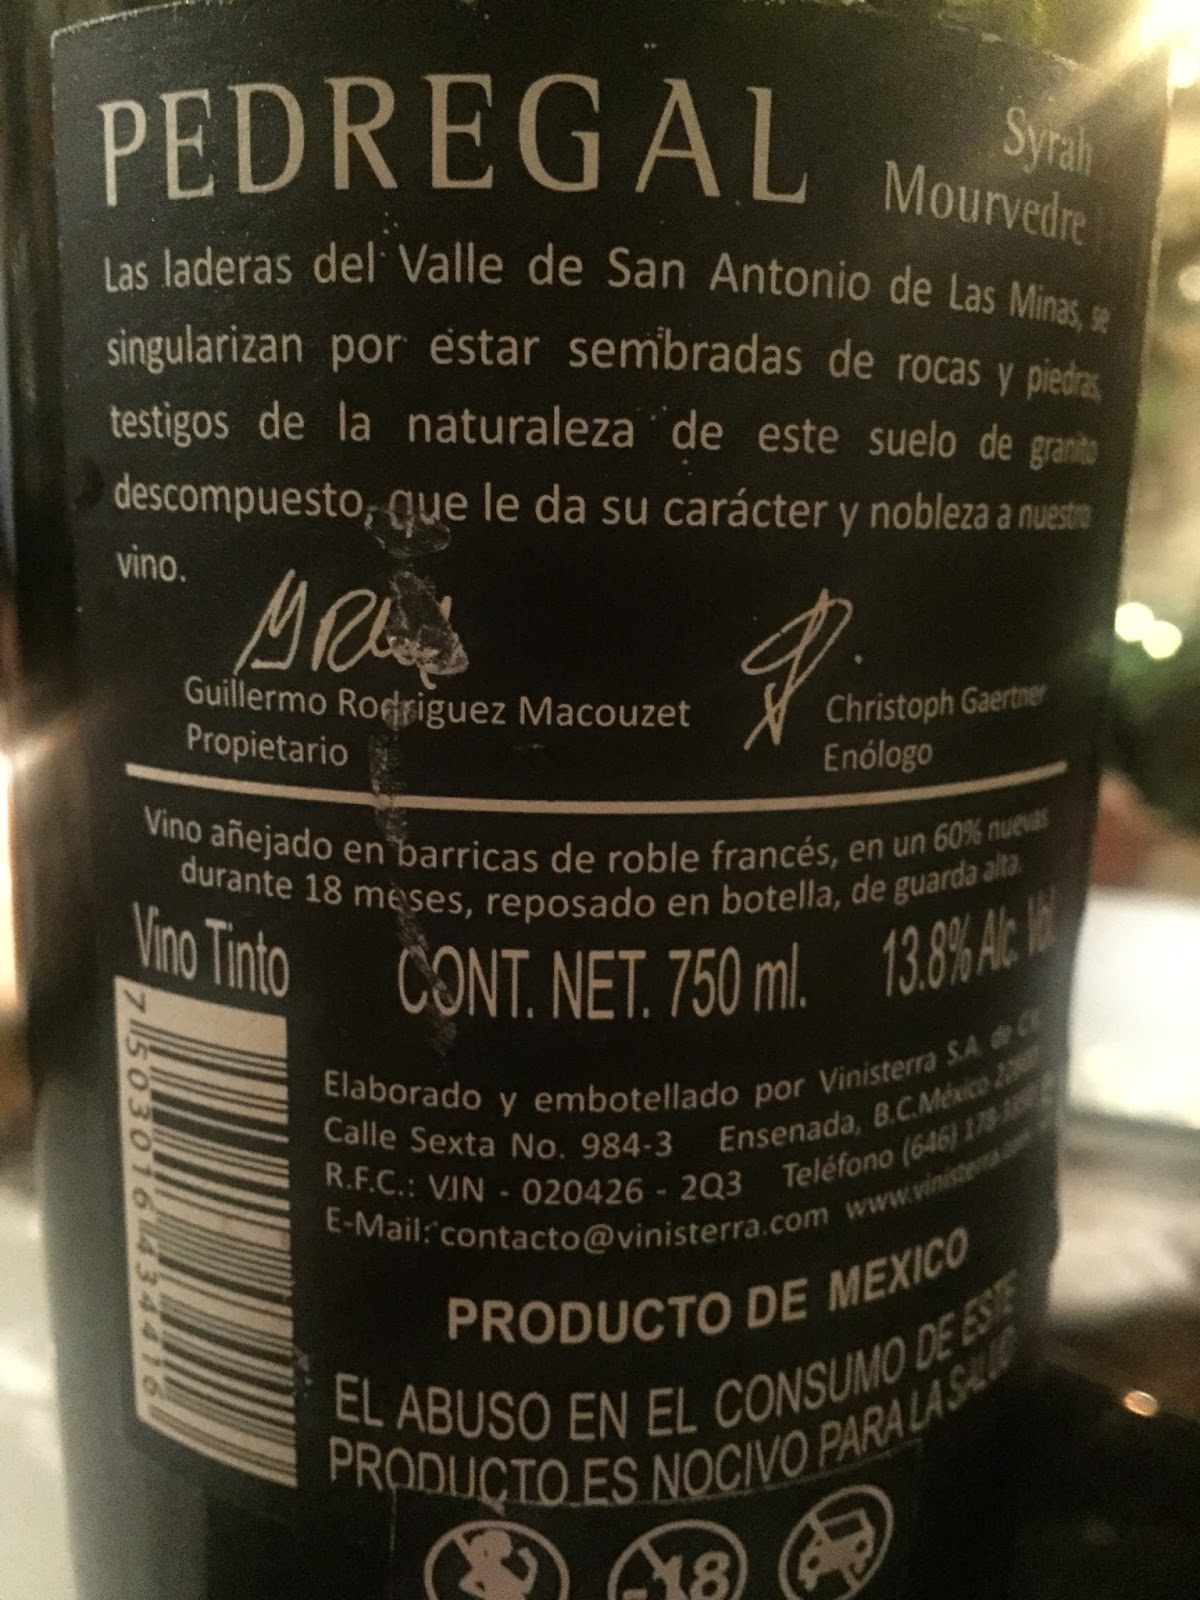 PEDREGAL
Syrah
Mourvedre
Las laderas del Valle de San Antonio de Las Minas, se
singularizan por estar sembradas de rocas y piedras,
testigos de la naturaleza de este suelo de granito
descompuesto, que le da su carácter y nobleza a nuestro
vino.
Guillermo Rodriguez Macouzet
Propietario
Christoph Gaertner
Enólogo
Vino añejado en barricas de roble francés, en un 60% nuevas
durante 18 meses, reposado en botella, de guarda alta.
Vino Tinto
CONT. NET. 750 ml.
13.8% Alc. Vol.
7503016434416
Elaborado y embotellado por Vinisterra S.A. de C.V.
Calle Sexta No. 984-3 Ensenada, B.C.México
R.F.C.: VIN - 020426 - 2Q3 Teléfono (646)
E-Mail: contacto@vinisterra.com www.vinisterra.com
PRODUCTO DE MEXICO
EL ABUSO EN EL CONSUMO DE ESTE
PRODUCTO ES NOCIVO PARA LA SALUD
-18